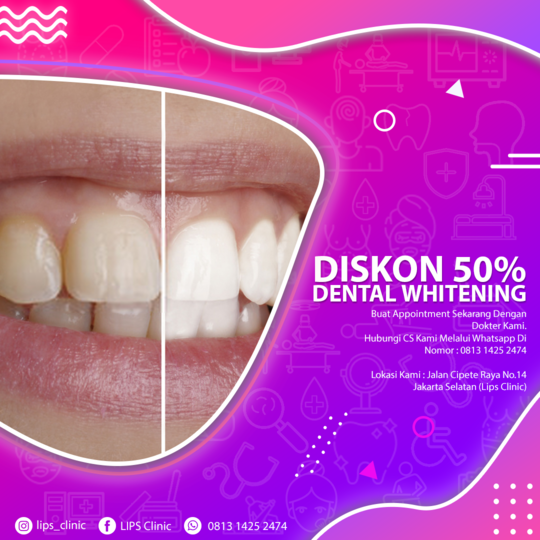 DISKON 50%
DENTAL WHITENING
Buat Appointment Sekarang Dengan
Dokter Kami.
Hubungi CS Kami Melalui Whatsapp Di
Nomor : 0813 1425 2474
Lokasi Kami : Jalan Cipete Raya No.14
Jakarta Selatan (Lips Clinic)
lips_clinic LIPS Clinic 0813 1425 2474